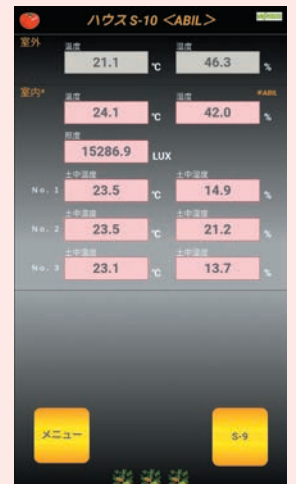 ハウス S-10 <ABIL>
室外
温度 湿度
21.1 ℃ 46.3 %
室内* *ABIL
温度 湿度
24.1 ℃ 42.0 %
照度
15286.9 LUX
土中温度 土中湿度
No. 1 23.5 ℃ 14.9 %
土中温度 土中湿度
No. 2 23.5 ℃ 21.2 %
土中温度 土中湿度
No. 3 23.1 ℃ 13.7 %
メニュー S-9